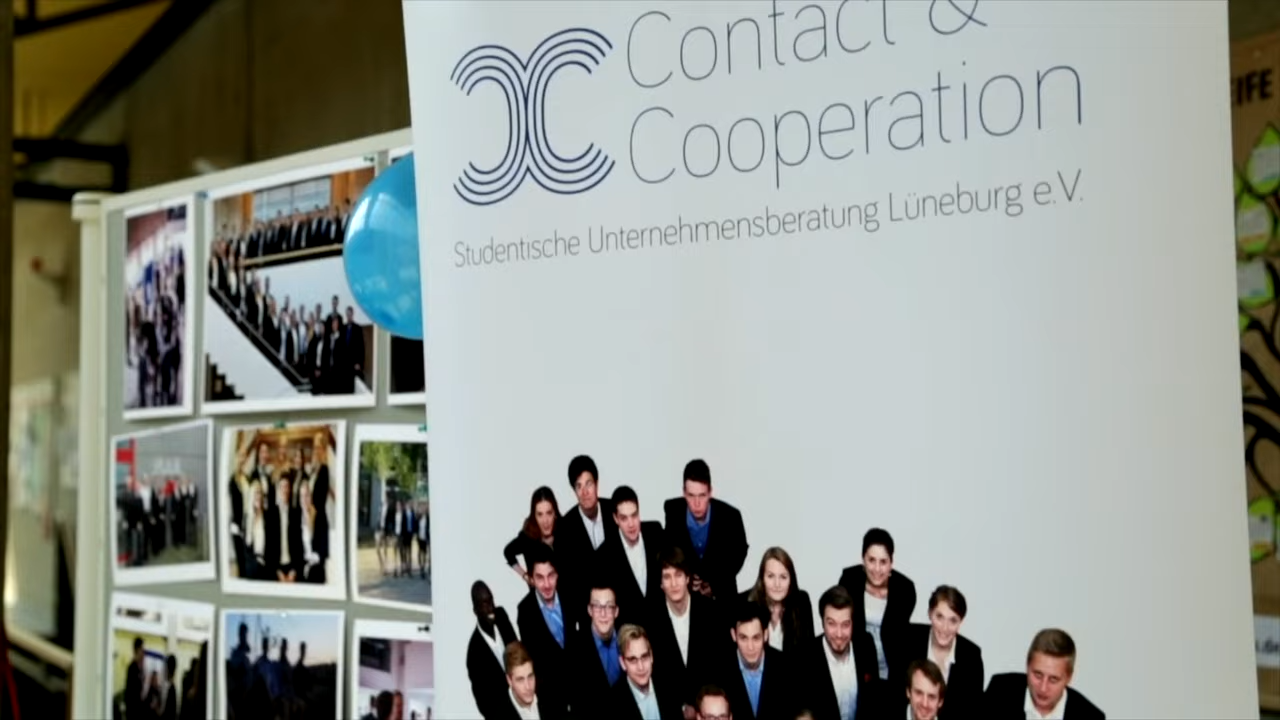 Contact &
Cooperation
Studentische Unternehmensberatung Lüneburg e.V.